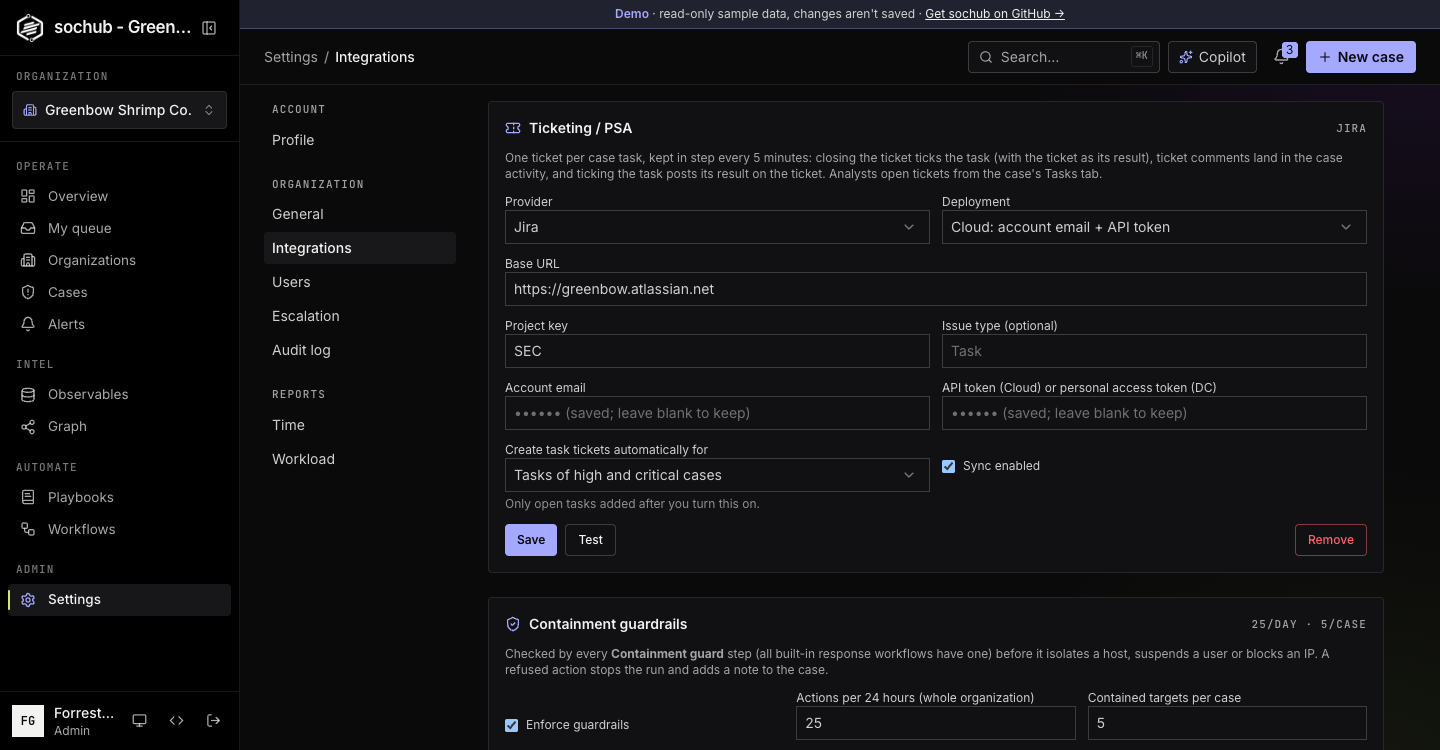 sochub - Green...
Demo · read-only sample data, changes aren't saved · Get sochub on GitHub →
Settings / Integrations
Search...
⌘K
Copilot
3
+ New case
ORGANIZATION
Greenbow Shrimp Co.
OPERATE
Overview
My queue
Organizations
Cases
Alerts
INTEL
Observables
Graph
AUTOMATE
Playbooks
Workflows
ADMIN
Settings
FG
Forrest...
Admin
ACCOUNT
Profile
ORGANIZATION
General
Integrations
Users
Escalation
Audit log
REPORTS
Time
Workload
Ticketing / PSA
JIRA
One ticket per case task, kept in step every 5 minutes: closing the ticket ticks the task (with the ticket as its result), ticket comments land in the case
activity, and ticking the task posts its result on the ticket. Analysts open tickets from the case's Tasks tab.
Provider
Jira
Deployment
Cloud: account email + API token
Base URL
https://greenbow.atlassian.net
Project key
SEC
Issue type (optional)
Task
Account email
•••••• (saved; leave blank to keep)
API token (Cloud) or personal access token (DC)
•••••• (saved; leave blank to keep)
Create task tickets automatically for
Tasks of high and critical cases
Sync enabled
Only open tasks added after you turn this on.
Save
Test
Remove
Containment guardrails
25/DAY · 5/CASE
Checked by every Containment guard step (all built-in response workflows have one) before it isolates a host, suspends a user or blocks an IP. A
refused action stops the run and adds a note to the case.
Enforce guardrails
Actions per 24 hours (whole organization)
25
Contained targets per case
5